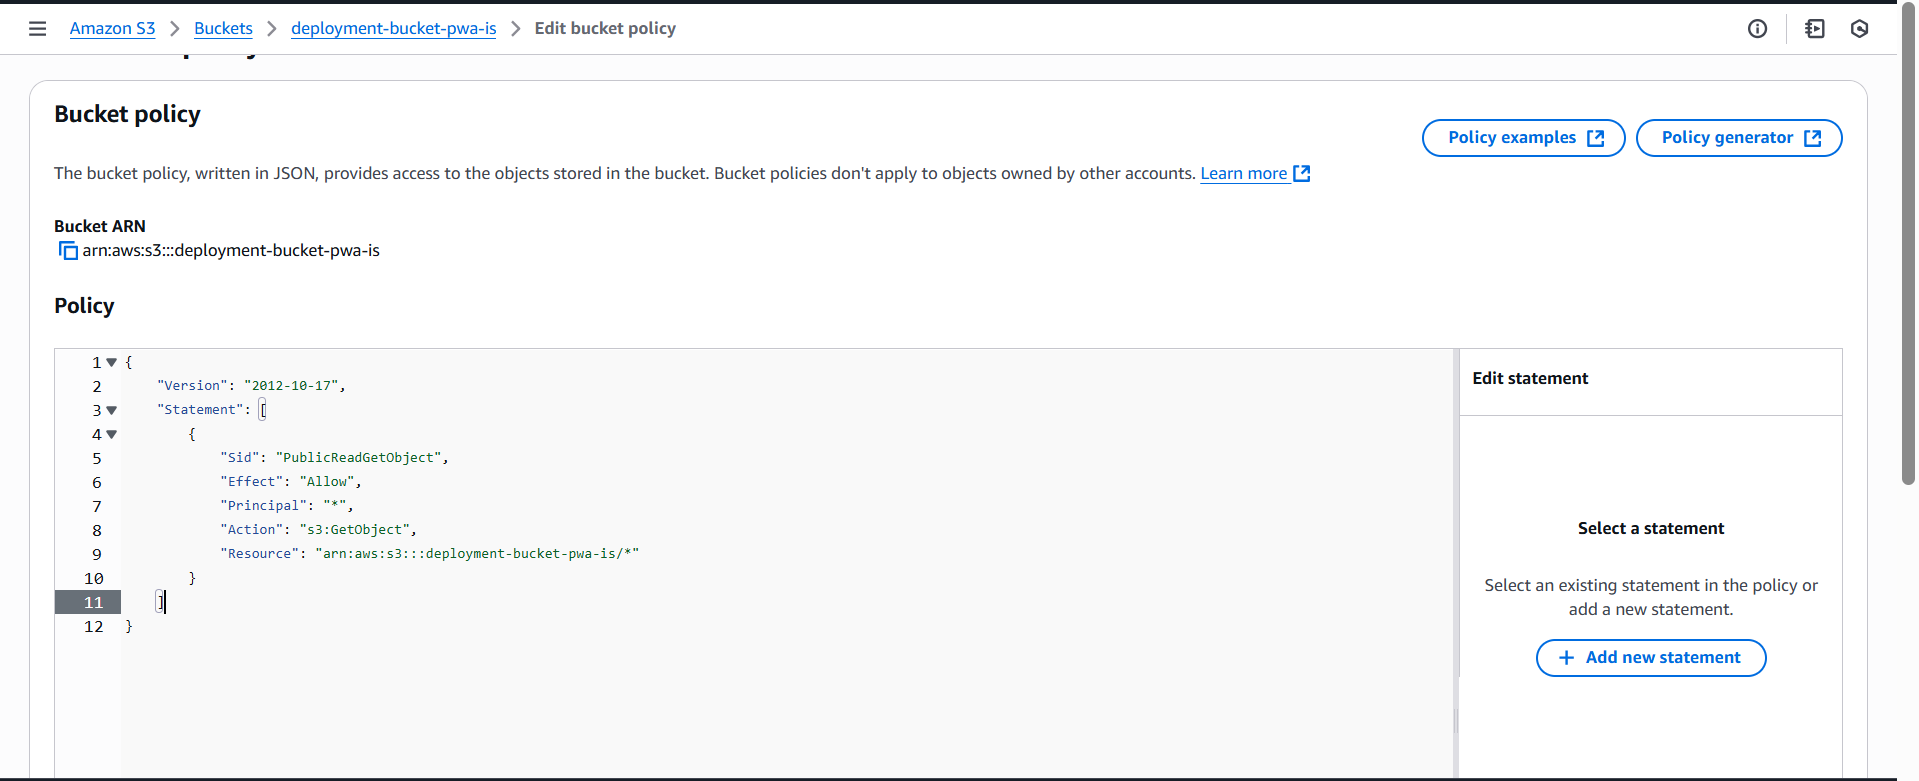 Amazon S3 > Buckets > deployment-bucket-pwa-is > Edit bucket policy
Bucket policy
Policy examples
Policy generator
The bucket policy, written in JSON, provides access to the objects stored in the bucket. Bucket policies don't apply to objects owned by other accounts. Learn more
Bucket ARN
arn:aws:s3:::deployment-bucket-pwa-is
Policy
1 {
2 "Version": "2012-10-17",
3 "Statement": [
4 {
5 "Sid": "PublicReadGetObject",
6 "Effect": "Allow",
7 "Principal": "*",
8 "Action": "s3:GetObject",
9 "Resource": "arn:aws:s3:::deployment-bucket-pwa-is/*"
10 }
11 ]
12 }
Edit statement
Select a statement
Select an existing statement in the policy or
add a new statement.
+ Add new statement